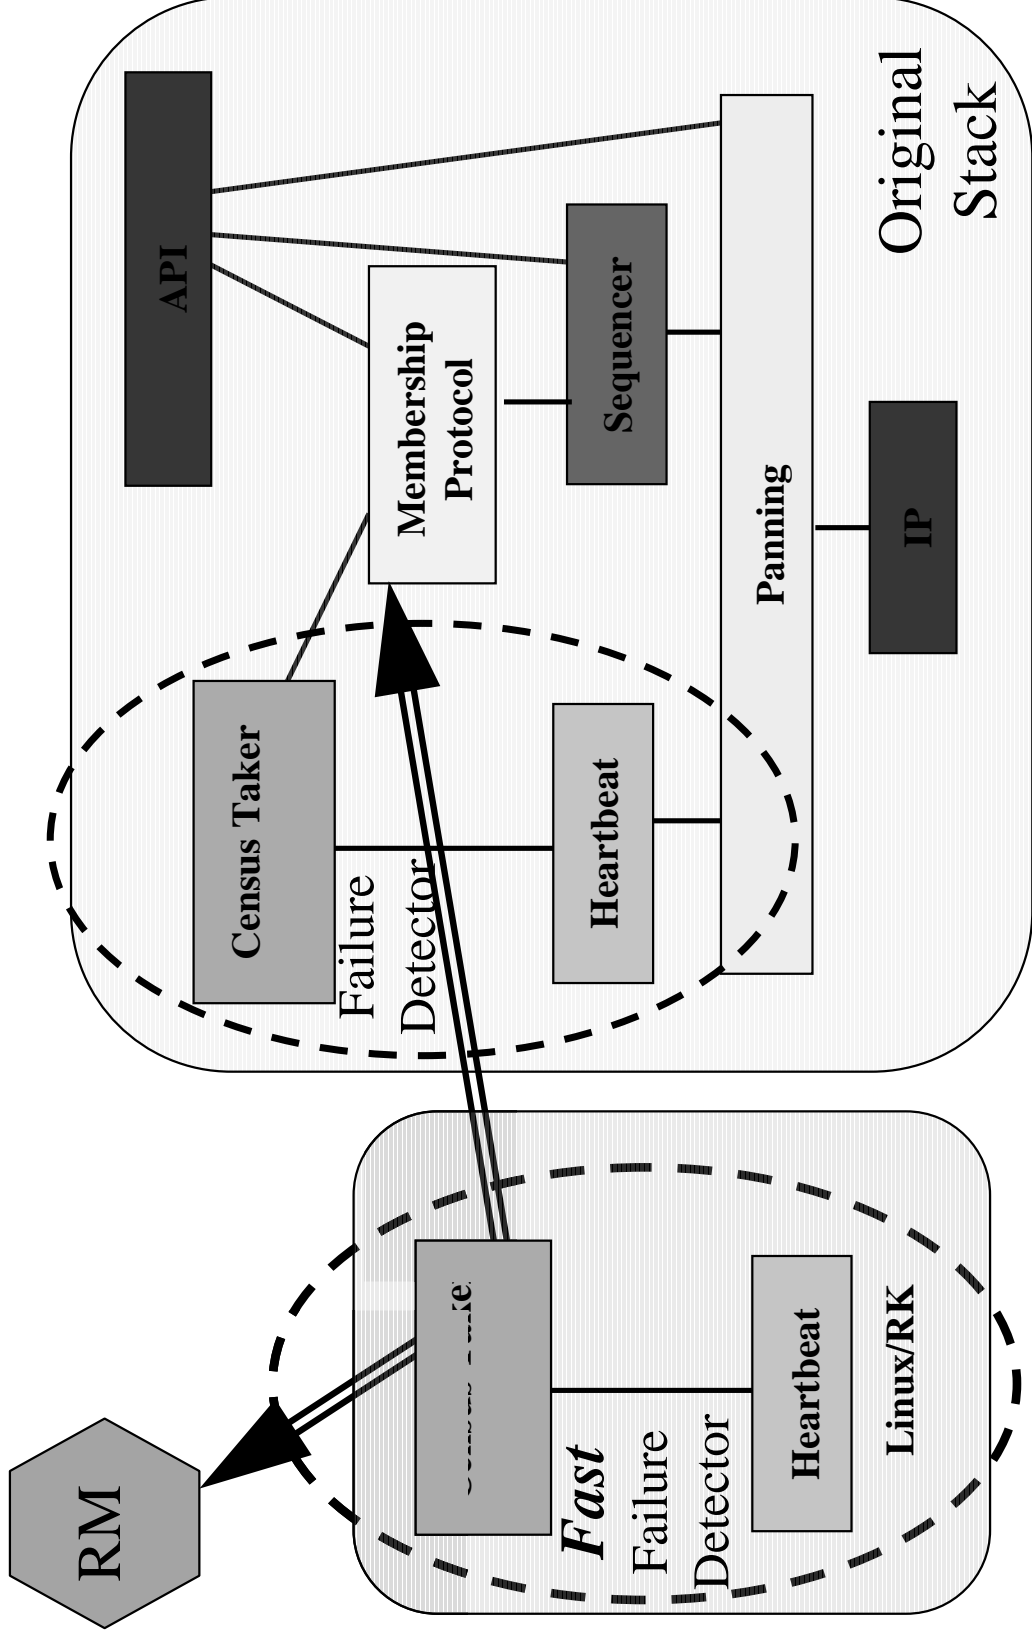 RM
API
Census Taker
Failure
Detector
Membership
Protocol
Heartbeat
Sequencer
Panning
IP
Original
Stack
Fast
Failure
Detector
Heartbeat
Linux/RK